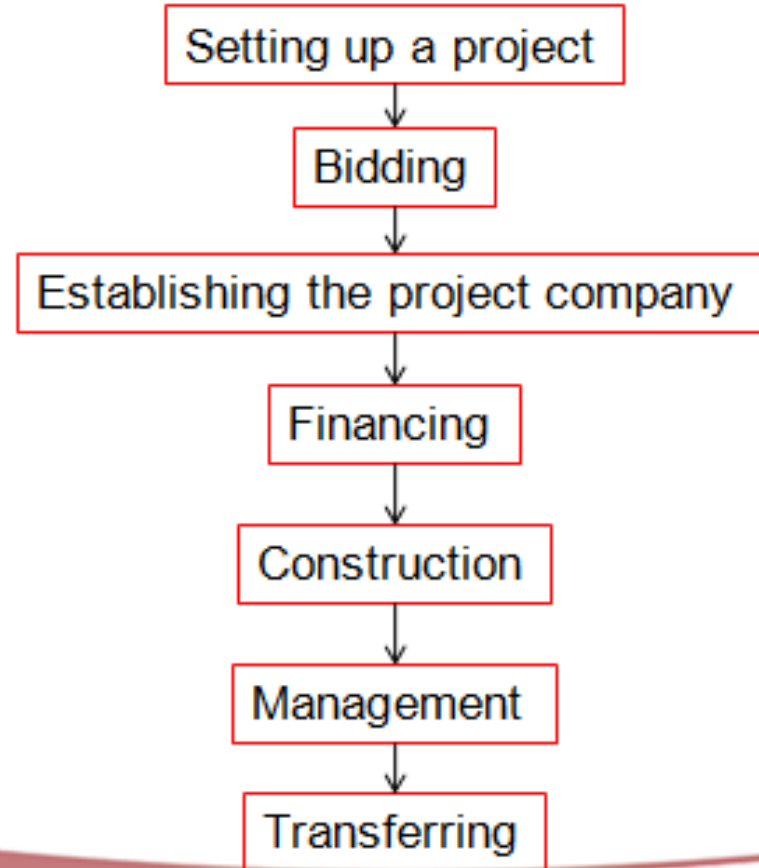 Setting up a project
Bidding
Establishing the project company
Financing
Construction
Management
Transferring